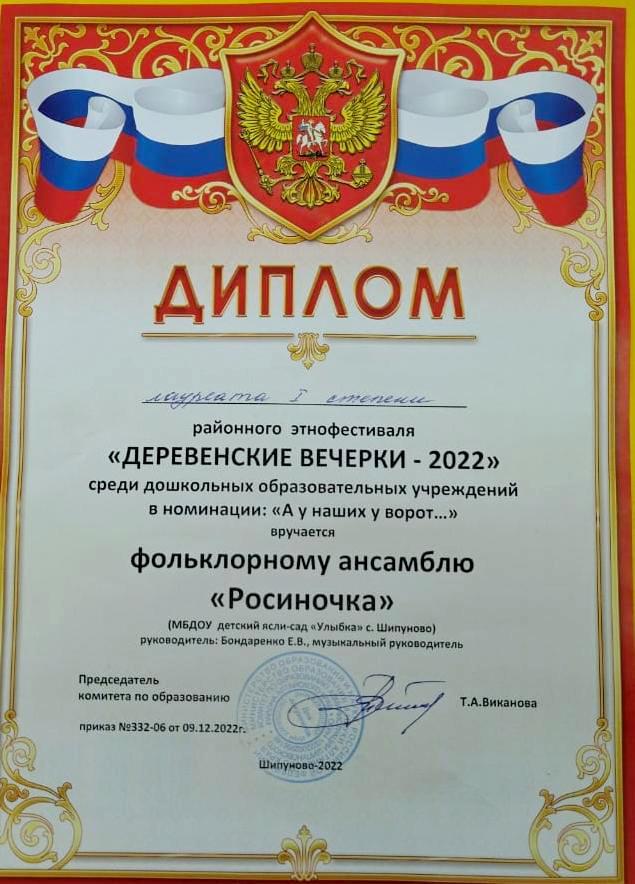 ДИПЛОМ
лауреата I степени
районного этнофестиваля
«ДЕРЕВЕНСКИЕ ВЕЧЕРКИ - 2022»
среди дошкольных образовательных учреждений
в номинации: «А у наших у ворот...»
вручается
фольклорному ансамблю
«Росиночка»
(МБДОУ детский ясли-сад «Улыбка» с. Шипуново)
руководитель: Бондаренко Е.В., музыкальный руководитель
Председатель
комитета по образованию
Т.А.Виканова
приказ №332-06 от 09.12.2022г.
Шипуново-2022